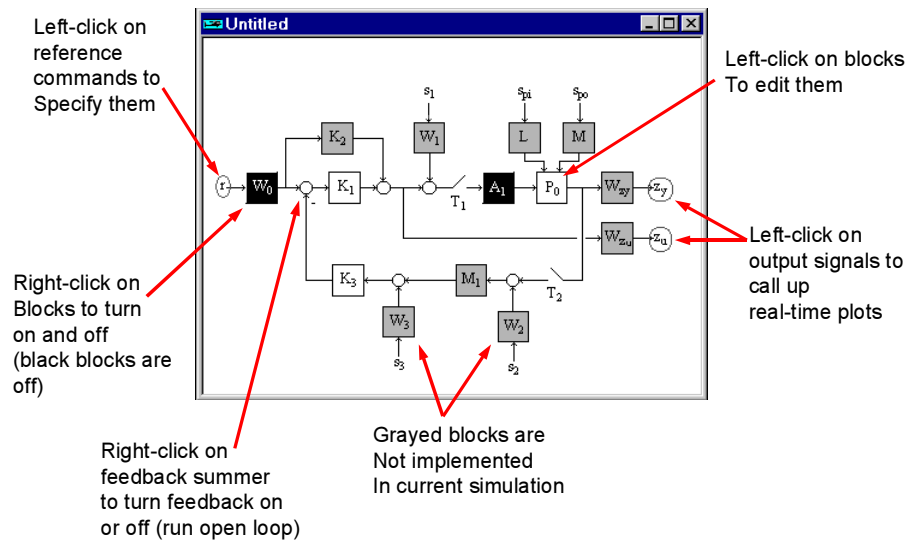 Untitled
Left-click on
reference
commands to
Specify them
Left-click on blocks
To edit them
s1
spi
spo
K2
W1
L
M
r
W0
K1
T1
A1
P0
Wzy
zy
-
Wzu
zu
Left-click on
output signals to
call up
real-time plots
K3
M1
T2
W3
W2
s3
s2
Right-click on
Blocks to turn
on and off
(black blocks are
off)
Right-click on
feedback summer
to turn feedback on
or off (run open loop)
Grayed blocks are
Not implemented
In current simulation